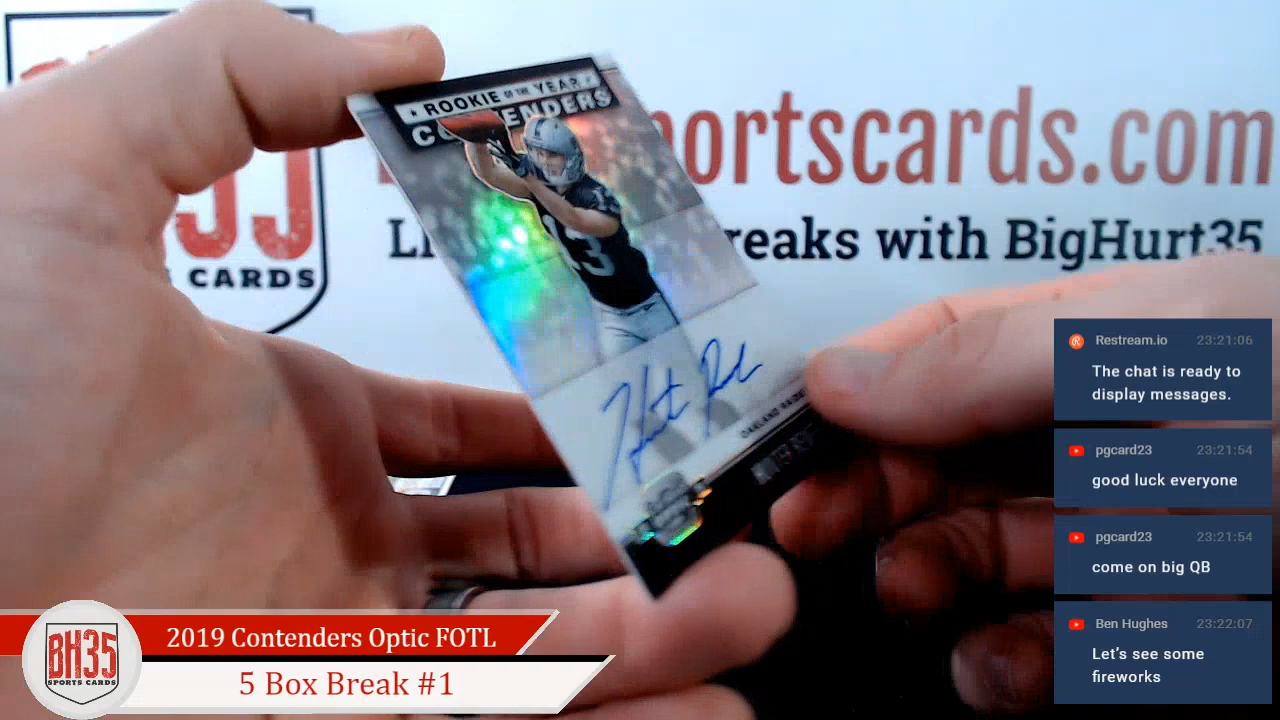 ROOKIE OF THE YEAR
CONTENDERS
13
OAKLAND
portscards.com
reaks with BigHurt35
S CARDS
Restream.io 23:21:06
The chat is ready to
display messages.
pgcard23 23:21:54
good luck everyone
pgcard23 23:21:54
come on big QB
Ben Hughes 23:22:07
Let's see some
fireworks
BH35
SPORTS CARDS
2019 Contenders Optic FOTL
5 Box Break #1